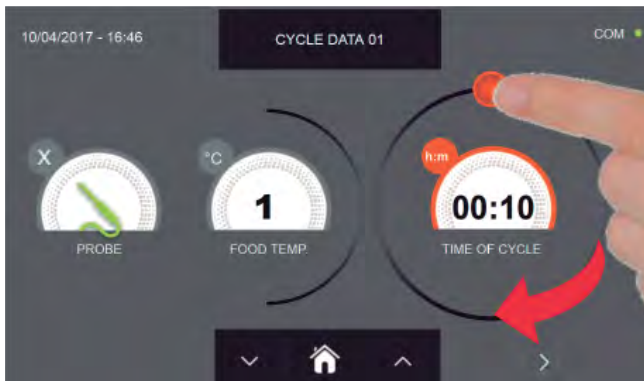 10/04/2017 - 16:46
CYCLE DATA 01
COM
X
°C
h:m
1
00:10
PROBE
FOOD TEMP.
TIME OF CYCLE